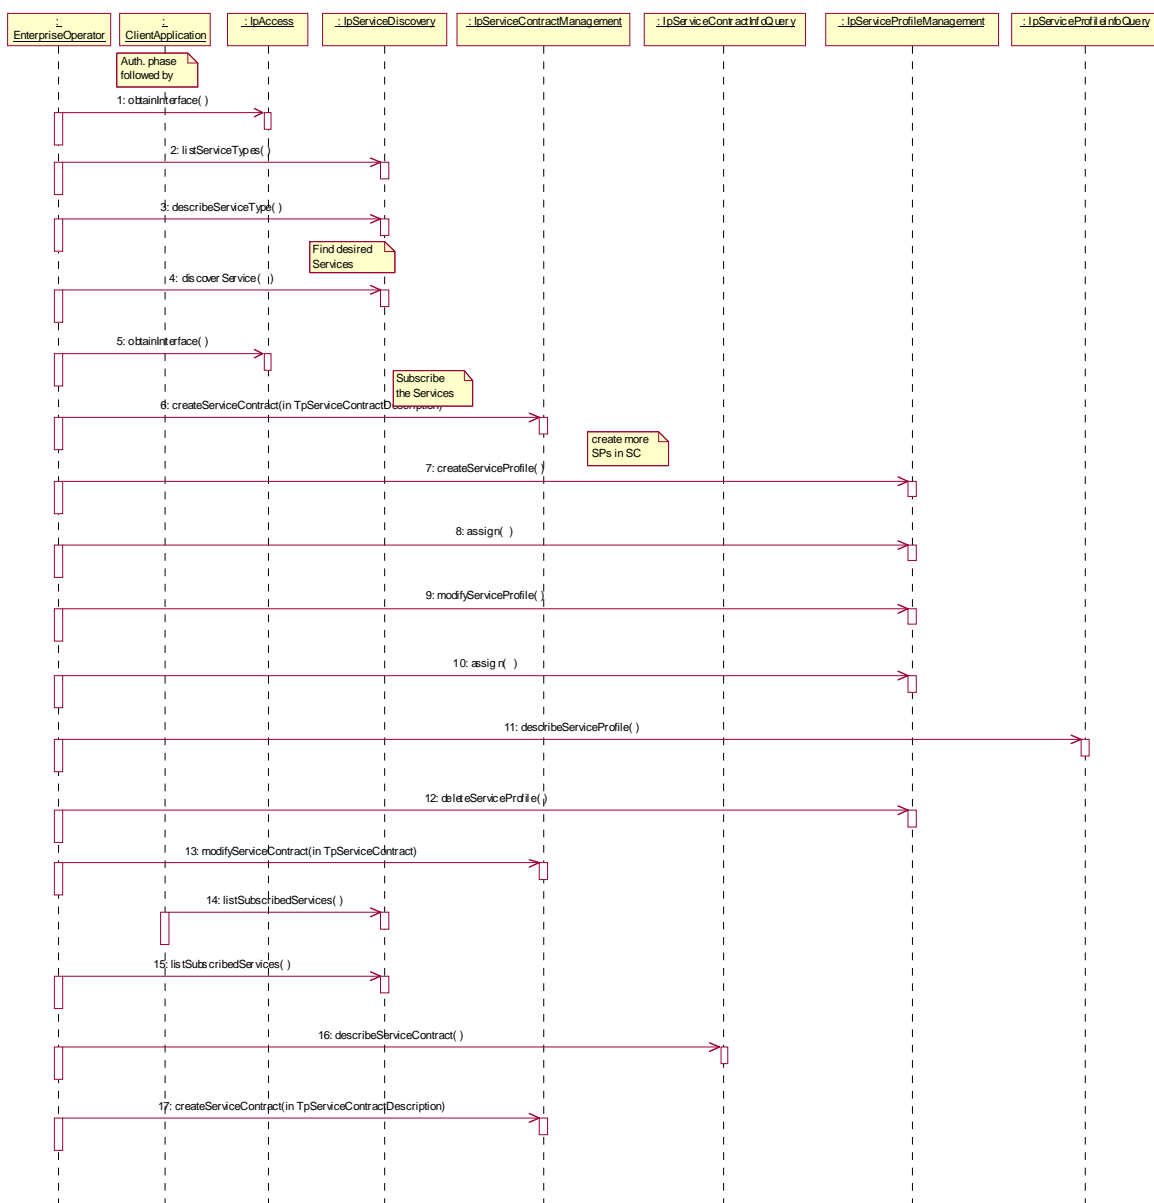 :
EnterpriseOperator
:
ClientApplication
: IpAccess
: IpServiceDiscovery
: IpServiceContractManagement
: IpServiceContractInfoQuery
: IpServiceProfileManagement
: IpServiceProfileInfoQuery
Auth. phase
followed by
1: obtainInterface( )
2: listServiceTypes( )
3: describeServiceType( )
Find desired
Services
4: discoverService( )
5: obtainInterface( )
Subscribe
the Services
6: createServiceContract(in TpServiceContractDescription)
create more
SPs in SC
7: createServiceProfile( )
8: assign( )
9: modifyServiceProfile( )
10: assign( )
11: describeServiceProfile( )
12: deleteServiceProfile( )
13: modifyServiceContract(in TpServiceContract)
14: listSubscribedServices( )
15: listSubscribedServices( )
16: describeServiceContract( )
17: createServiceContract(in TpServiceContractDescription)